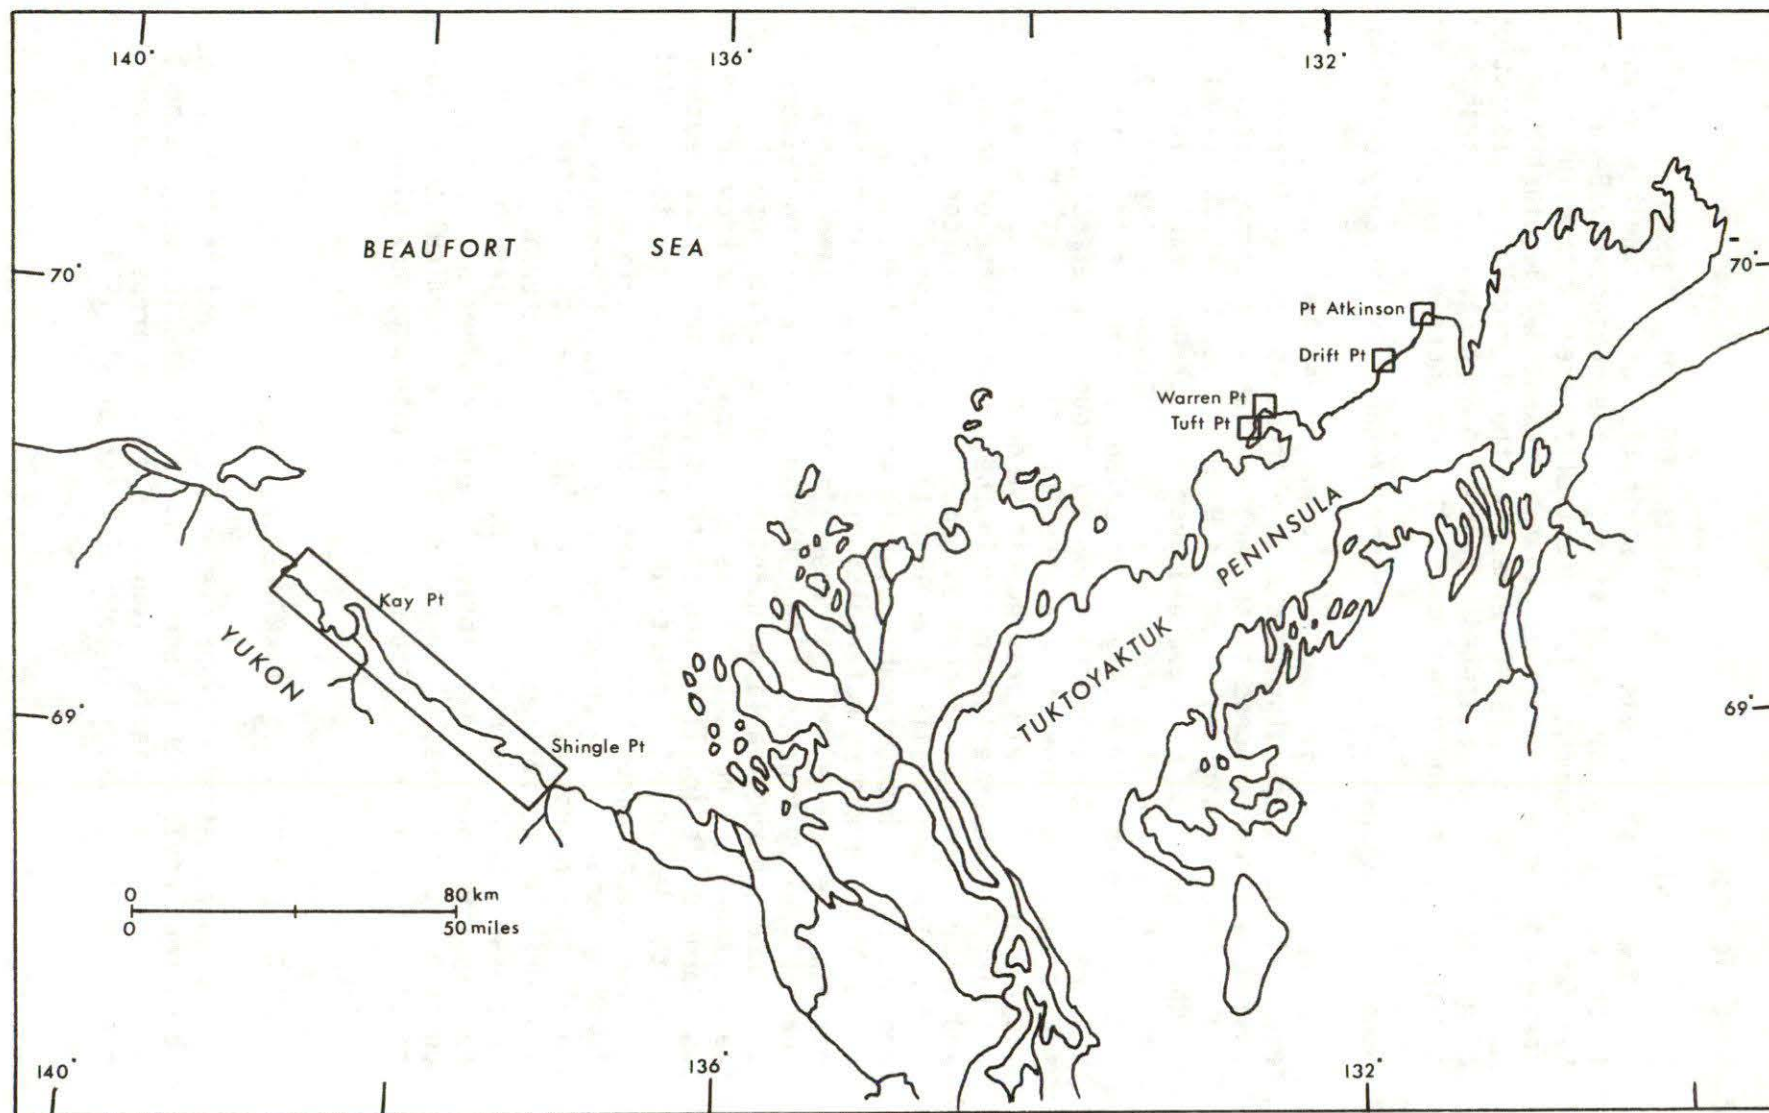 140°
136°
132°
BEAUFORT SEA
70°
70°
Pt Atkinson
Drift Pt
Warren Pt
Tuft Pt
Kay Pt
YUKON
TUKTOYAKTUK PENINSULA
69°
69°
Shingle Pt
0 80 km
0 50 miles
140°
136°
132°